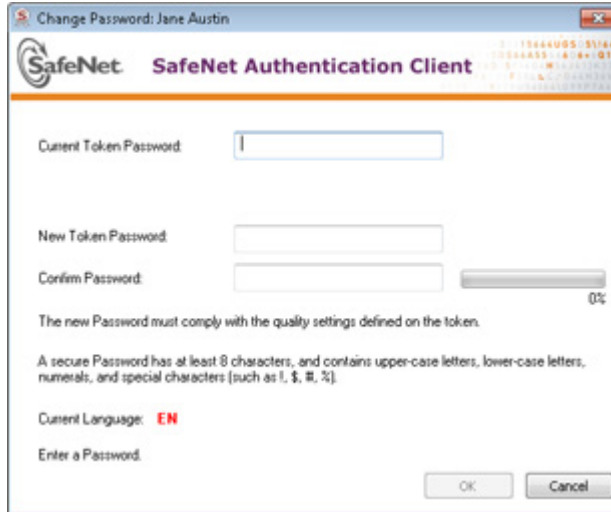 Change Password: Jane Austin
SafeNet. SafeNet Authentication Client
Current Token Password:
New Token Password:
Confirm Password:
0%
The new Password must comply with the quality settings defined on the token.
A secure Password has at least 8 characters, and contains upper-case letters, lower-case letters,
numerals, and special characters (such as !, $, #, %).
Current Language: EN
Enter a Password.
OK Cancel